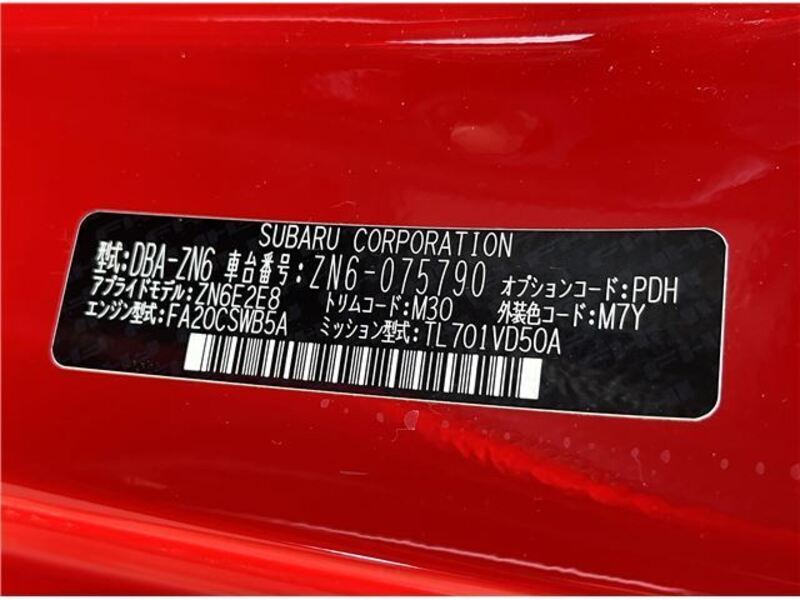 SUBARU CORPORATION
型式:DBA-ZN6 車台番号:ZN6-075790 オプションコード:PDH
アプライドモデル:ZN6E2E8 トリムコード:M30 外装色コード:M7Y
エンジン型式:FA20CSWB5A ミッション型式:TL701VD50A